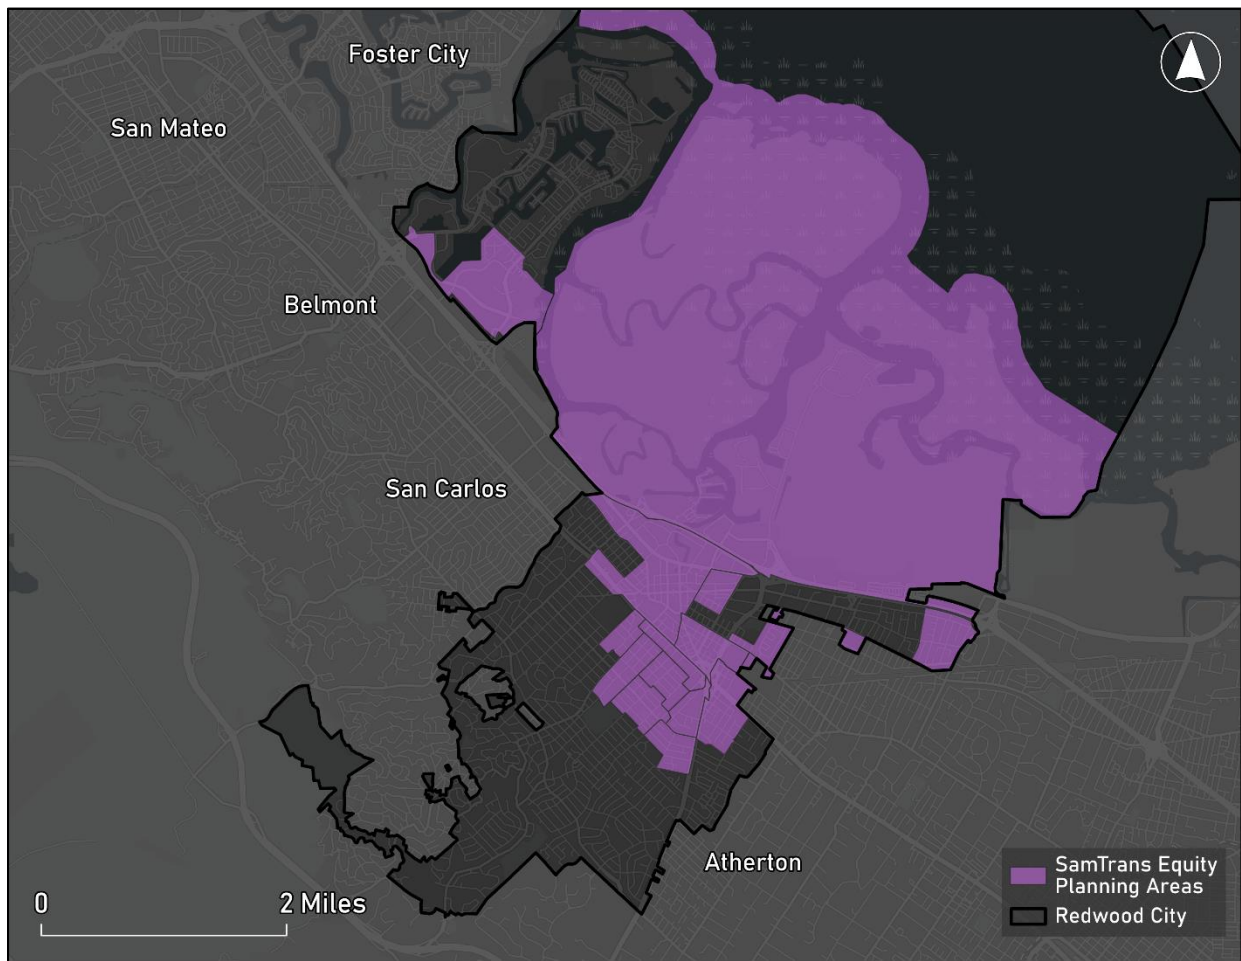 Foster City
San Mateo
Belmont
San Carlos
Atherton
0 2 Miles
SamTrans Equity
Planning Areas
Redwood City